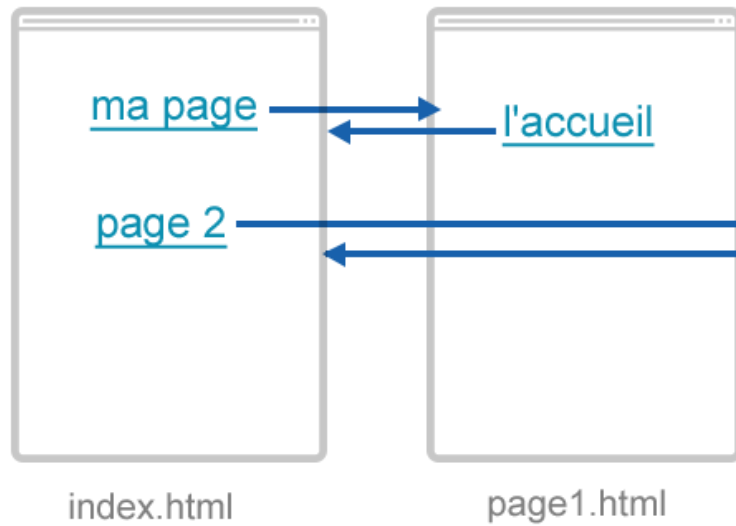 ma page
l'accueil
page 2
index.html
page1.html